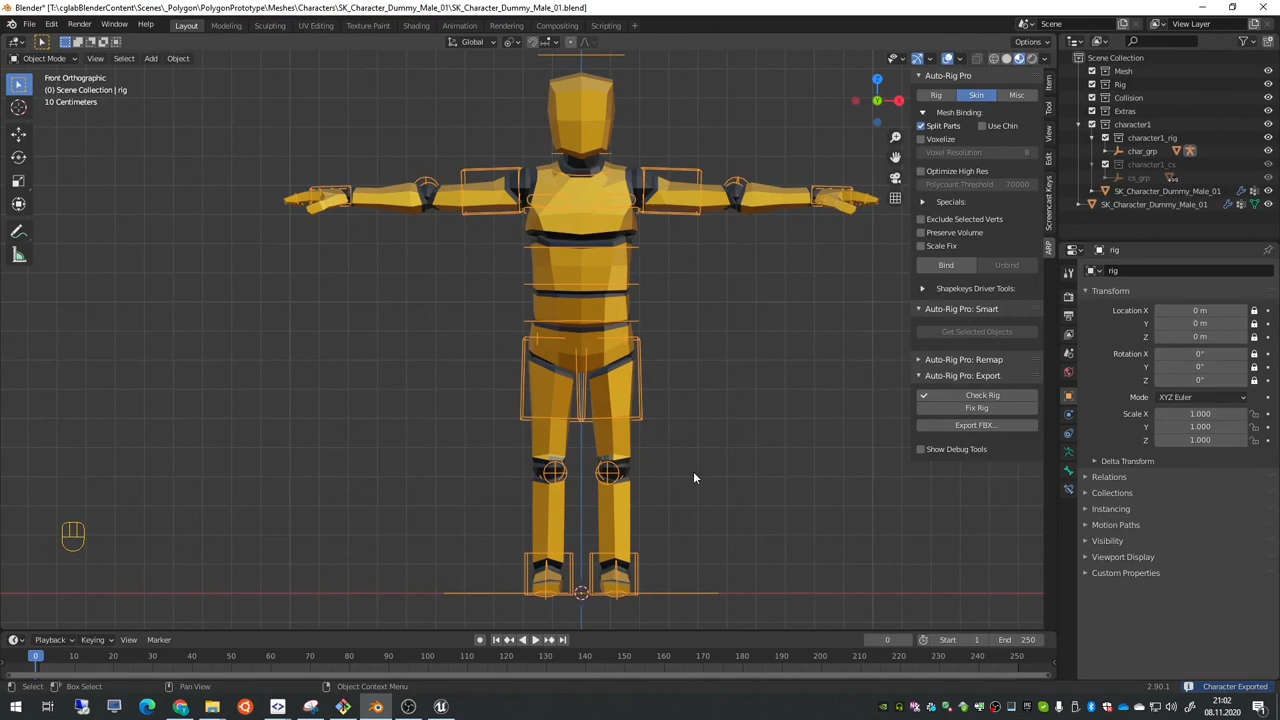 Blender* [T:\cglabBlenderContent\Scenes\_Polygon\PolygonPrototype\Meshes\Characters\SK_Character_Dummy_Male_01\SK_Character_Dummy_Male_01.blend]
File Edit Render Window Help Layout Modeling Sculpting UV Editing Texture Paint Shading Animation Rendering Compositing Scripting + Scene View Layer
Global Options
Object Mode View Select Add Object
Front Orthographic
(0) Scene Collection | rig
10 Centimeters
Z
X
Y
Auto-Rig Pro
Rig Skin Misc
Mesh Binding:
Split Parts Use Chin
Voxelize
Voxel Resolution 8
Optimize High Res
Polycount Threshold 70000
Specials:
Exclude Selected Verts
Preserve Volume
Scale Fix
Bind Unbind
Shapekeys Driver Tools:
Auto-Rig Pro: Smart
Get Selected Objects
Auto-Rig Pro: Remap
Auto-Rig Pro: Export
Check Rig
Fix Rig
Export FBX...
Show Debug Tools
Item
Tool
View
Edit
Screencast Keys
ARP
Scene Collection
Mesh
Rig
Collision
Extras
character1
character1_rig
char_grp
character1_cs
cs_grp
SK_Character_Dummy_Male_01
SK_Character_Dummy_Male_01
rig
rig
Transform
Location X 0 m
Y 0 m
Z 0 m
Rotation X 0°
Y 0°
Z 0°
Mode XYZ Euler
Scale X 1.000
Y 1.000
Z 1.000
Delta Transform
Relations
Collections
Instancing
Motion Paths
Visibility
Viewport Display
Custom Properties
Playback Keying View Marker 0 Start 1 End 250
0 10 20 30 40 50 60 70 80 90 100 110 120 130 140 150 160 170 180 190 200 210 220 230 240 250
Select Box Select Pan View Object Context Menu 2.90.1 Character Exported
21:02
08.11.2020